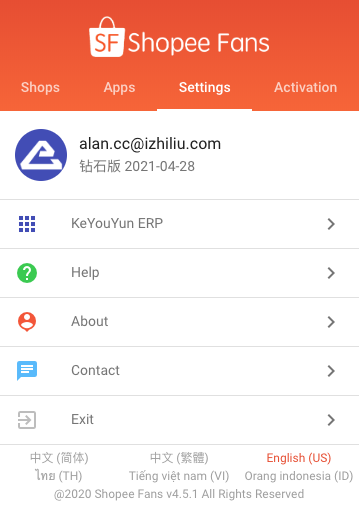 SF Shopee Fans
Shops Apps Settings Activation
alan.cc@izhiliu.com
钻石版 2021-04-28
KeYouYun ERP
Help
About
Contact
Exit
中文 (简体) 中文 (繁體) English (US)
ไทย (TH) Tiếng việt nam (VI) Orang indonesia (ID)
@2020 Shopee Fans v4.5.1 All Rights Reserved